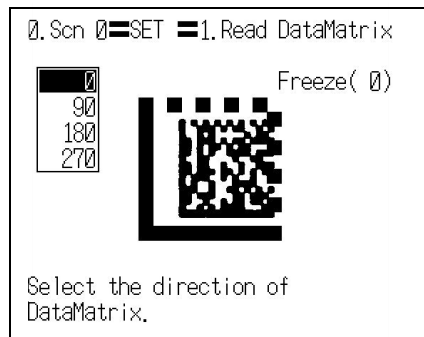 0.Scn 0=SET =1.Read DataMatrix
Freeze( 0)
0
90
180
270
Select the direction of
DataMatrix.